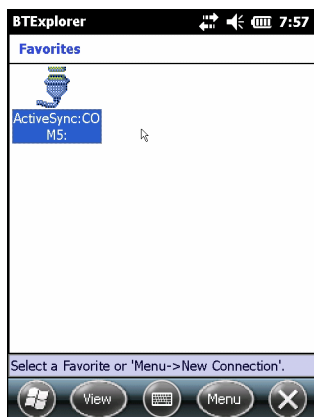 BTExplorer 7:57
Favorites
ActiveSync:CO
M5:
Select a Favorite or 'Menu->New Connection'.
View Menu